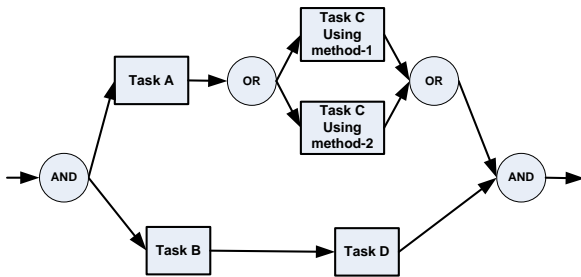 Task C
Using
method-1
Task A
OR
OR
Task C
Using
method-2
AND
AND
Task B
Task D